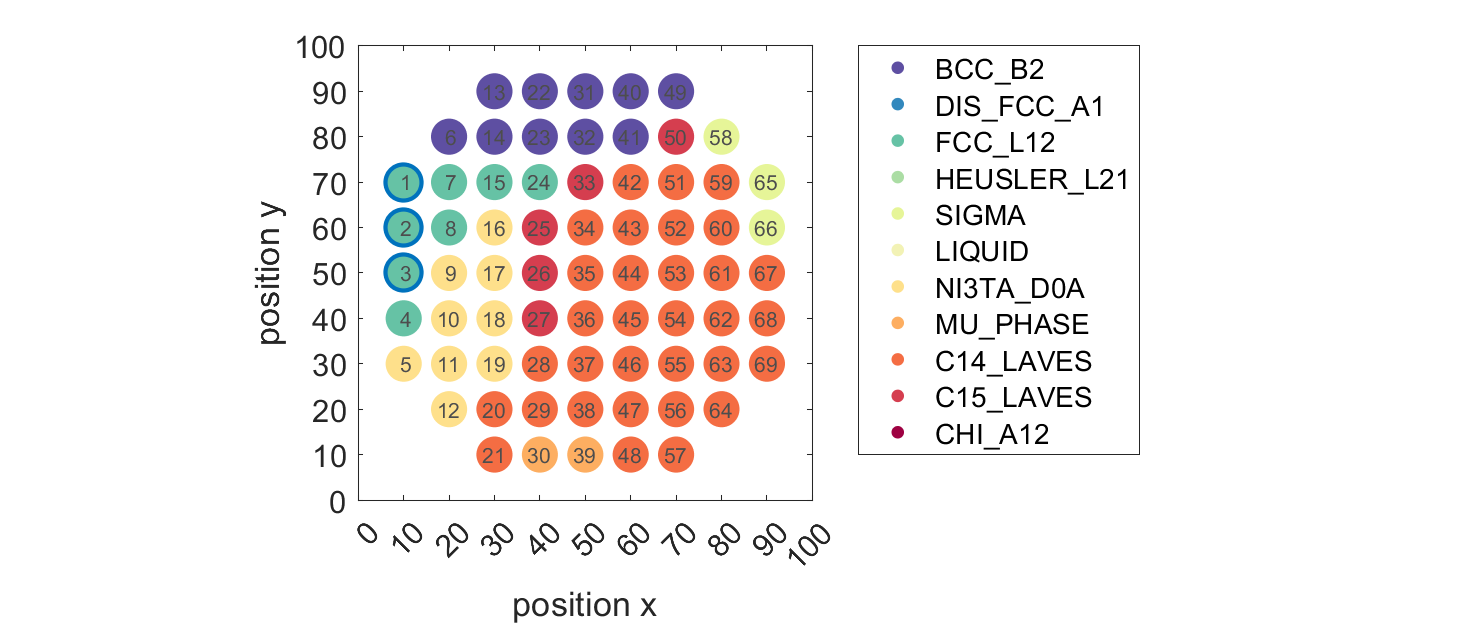 100
90
80
70
60
50
40
30
20
10
0
13 22 31 40 49
6 14 23 32 41 50 58
1 7 15 24 33 42 51 59 65
2 8 16 25 34 43 52 60 66
3 9 17 26 35 44 53 61 67
4 10 18 27 36 45 54 62 68
5 11 19 28 37 46 55 63 69
12 20 29 38 47 56 64
21 30 39 48 57
0 10 20 30 40 50 60 70 80 90 100
position x
position y
BCC_B2
DIS_FCC_A1
FCC_L12
HEUSLER_L21
SIGMA
LIQUID
NI3TA_D0A
MU_PHASE
C14_LAVES
C15_LAVES
CHI_A12